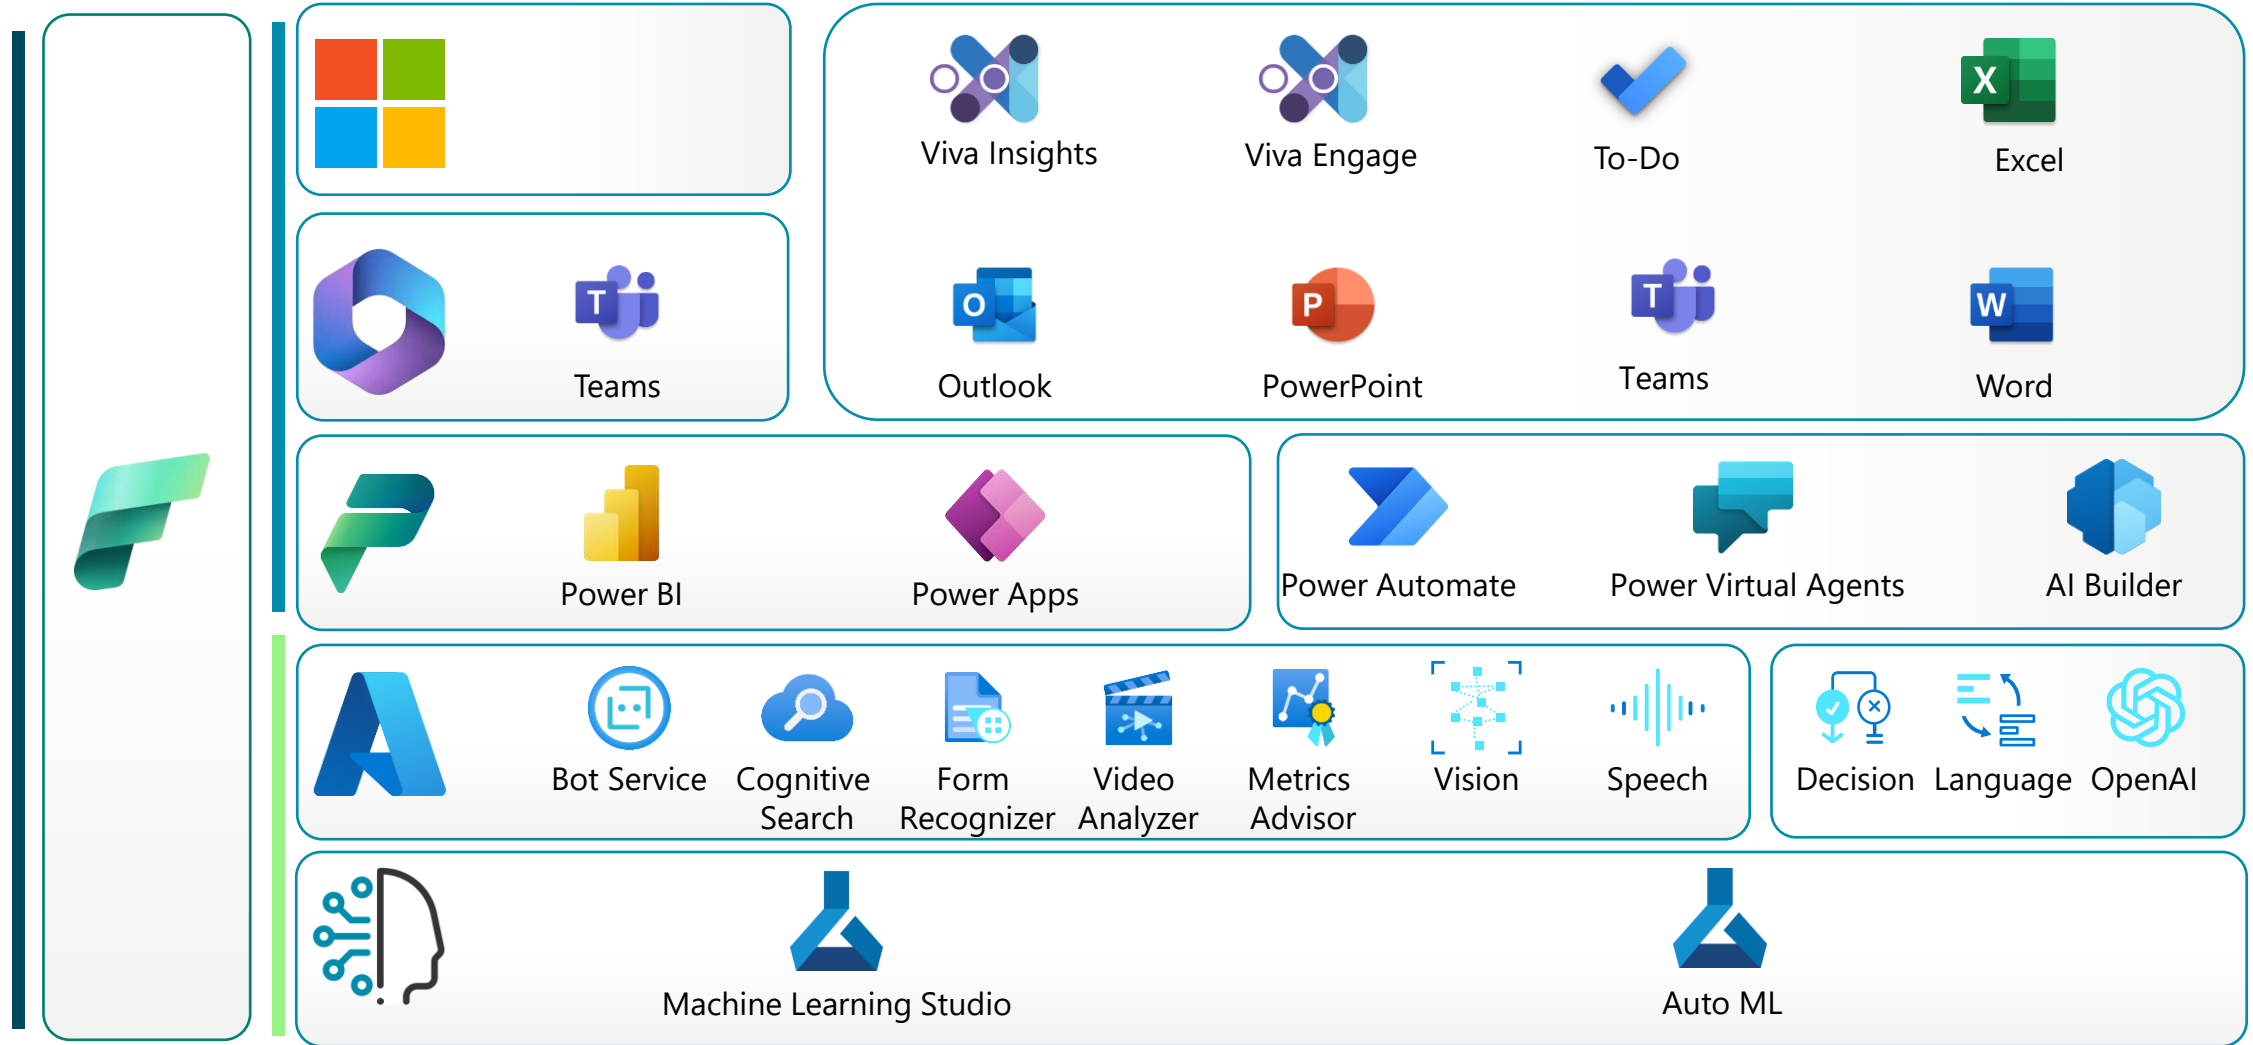 Viva Insights
Viva Engage
To-Do
Excel
Teams
Outlook
PowerPoint
Teams
Word
Power BI
Power Apps
Power Automate
Power Virtual Agents
AI Builder
Bot Service
Cognitive
Search
Form
Recognizer
Video
Analyzer
Metrics
Advisor
Vision
Speech
Decision
Language
OpenAI
Machine Learning Studio
Auto ML